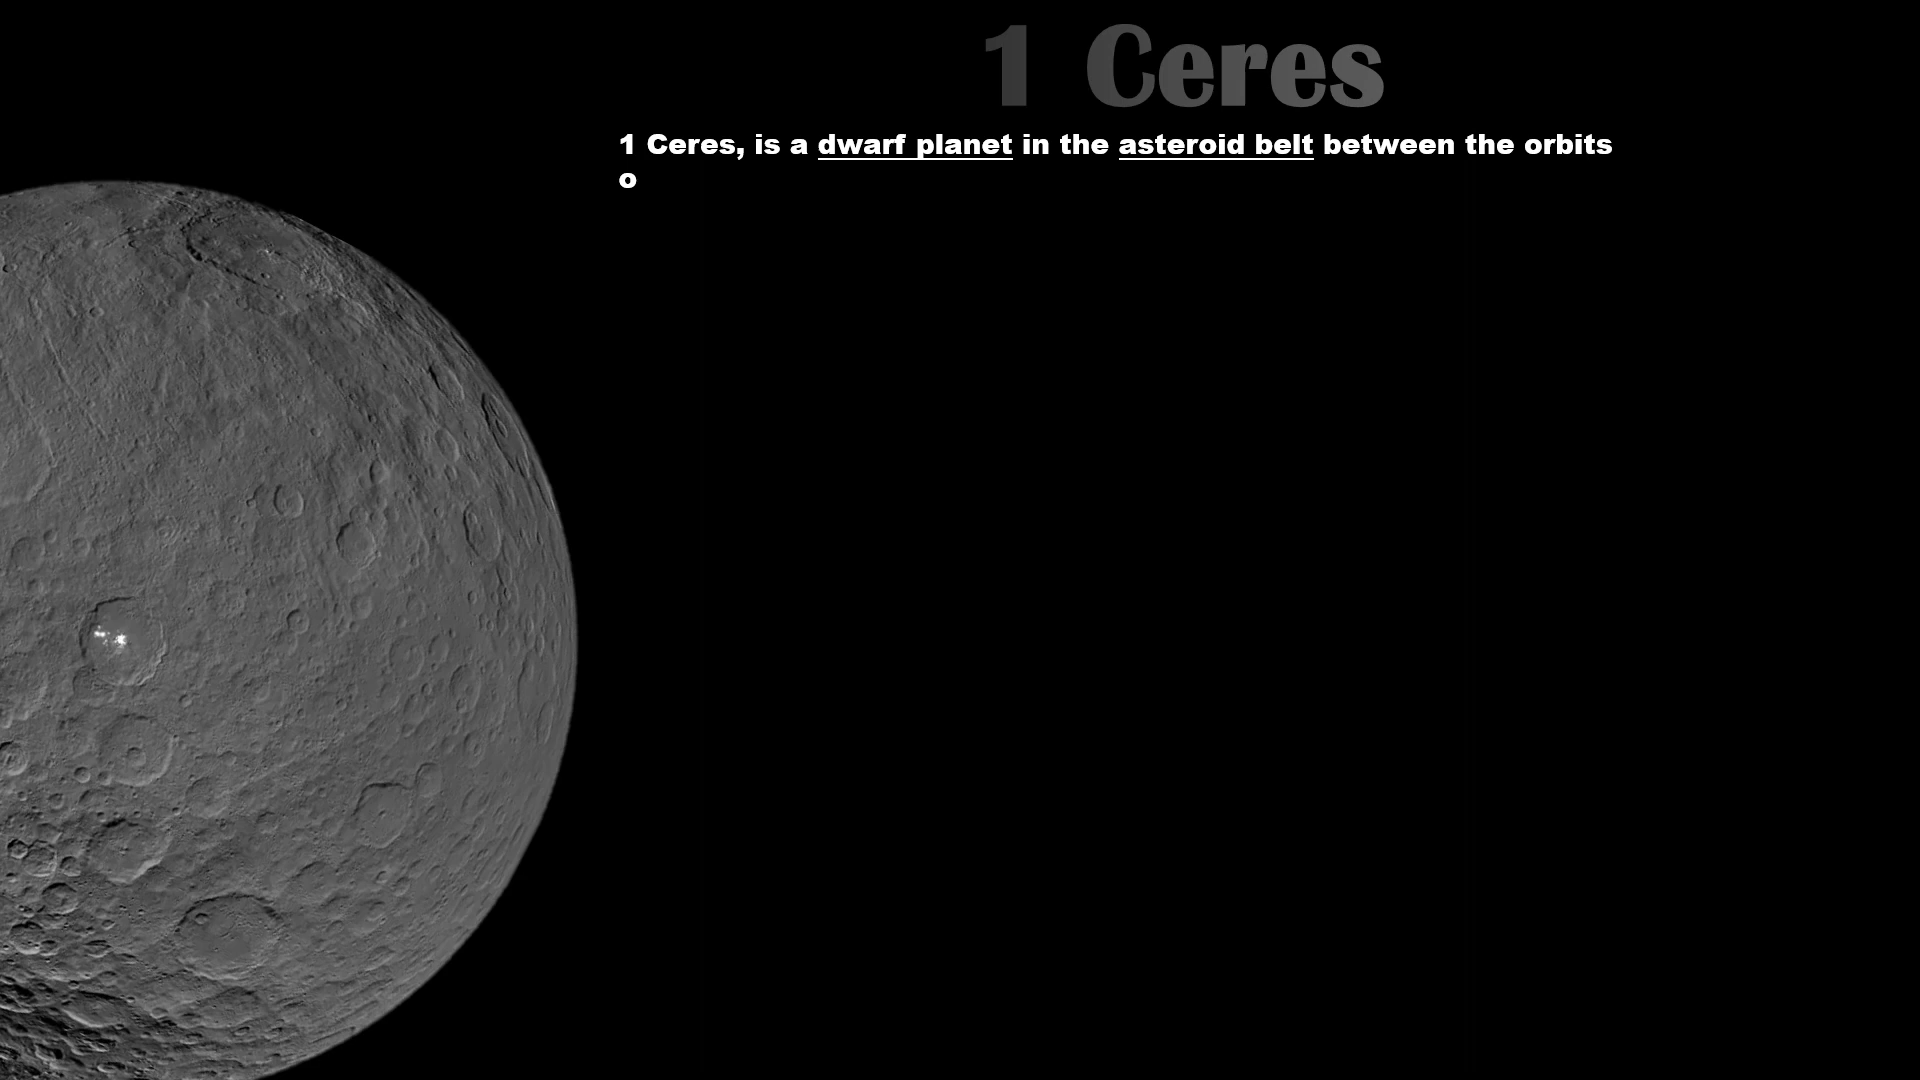 1 Ceres
1 Ceres, is a dwarf planet in the asteroid belt between the orbits
o